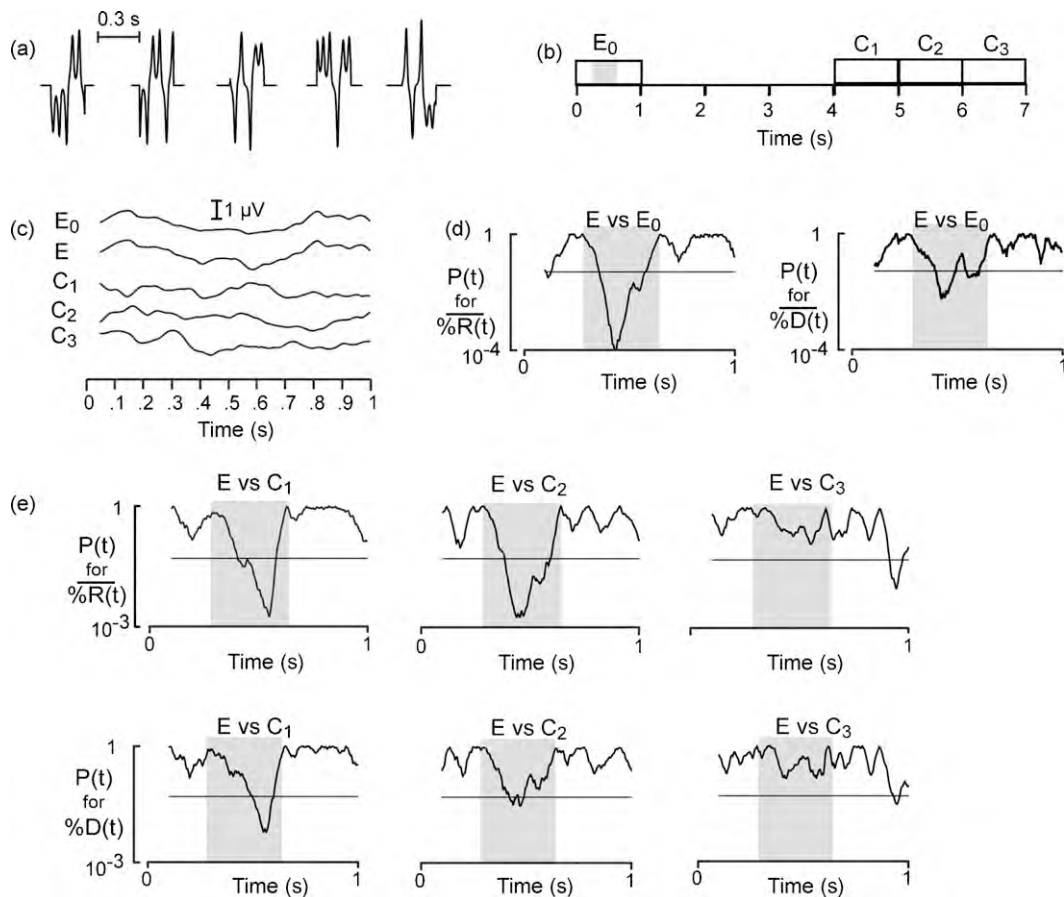 (a)
0.3 s
(b)
E0
C1 C2 C3
0 1 2 3 4 5 6 7
Time (s)
(c)
1 µV
E0
E
C1
C2
C3
0 .1 .2 .3 .4 .5 .6 .7 .8 .9 1
Time (s)
(d)
E vs E0
1
P(t)
for
%R(t)
10-4
0 1
Time (s)
E vs E0
1
P(t)
for
%D(t)
10-4
0 1
Time (s)
(e)
E vs C1
1
P(t)
for
%R(t)
10-3
0 1
Time (s)
E vs C2
0 1
Time (s)
E vs C3
0 1
Time (s)
E vs C1
1
P(t)
for
%D(t)
10-3
0 1
Time (s)
E vs C2
0 1
Time (s)
E vs C3
0 1
Time (s)